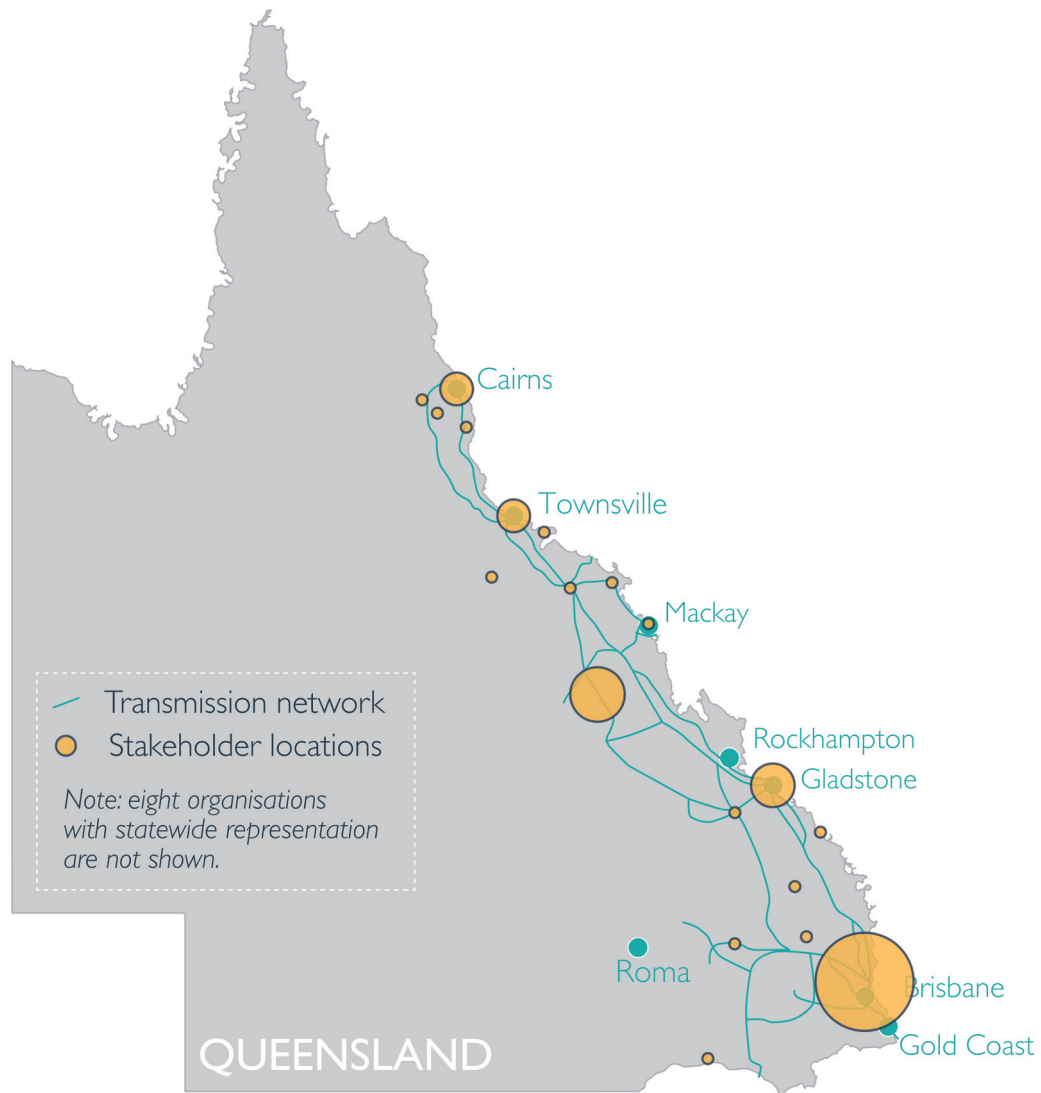 Cairns
Townsville
Mackay
Transmission network
Stakeholder locations
Note: eight organisations
with statewide representation
are not shown.
Rockhampton
Gladstone
Roma
Brisbane
Gold Coast
QUEENSLAND